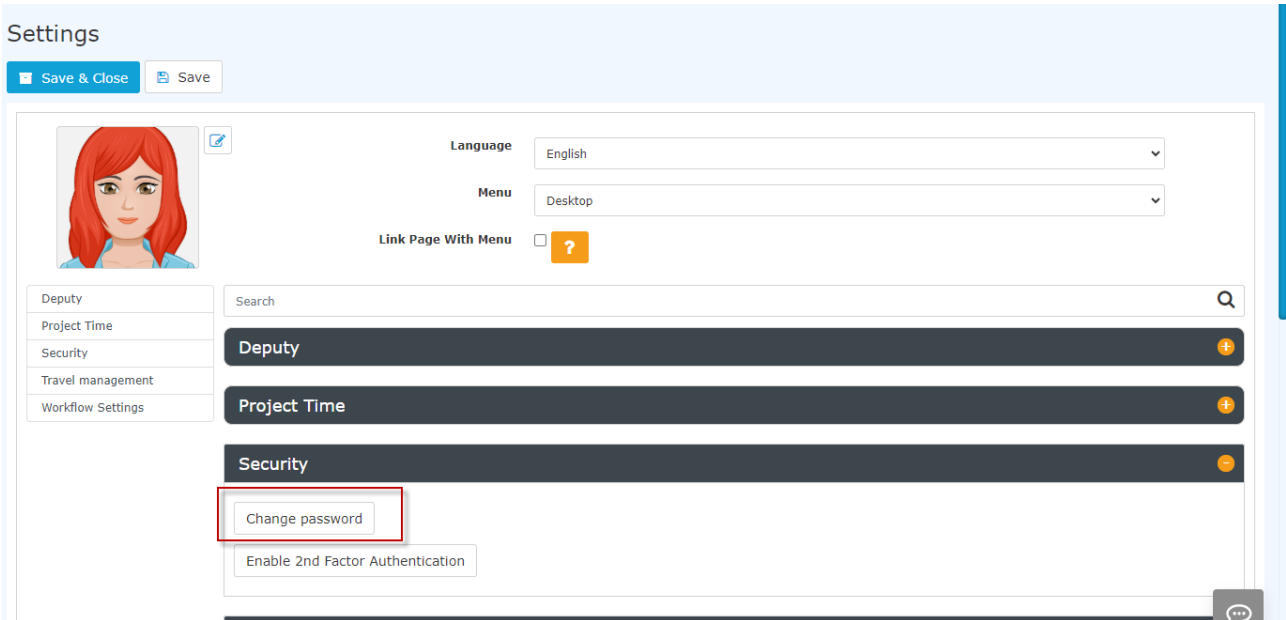 Settings
Save & Close
Save
Language
English
Menu
Desktop
Link Page With Menu
?
Deputy
Project Time
Security
Travel management
Workflow Settings
Search
Deputy
Project Time
Security
Change password
Enable 2nd Factor Authentication